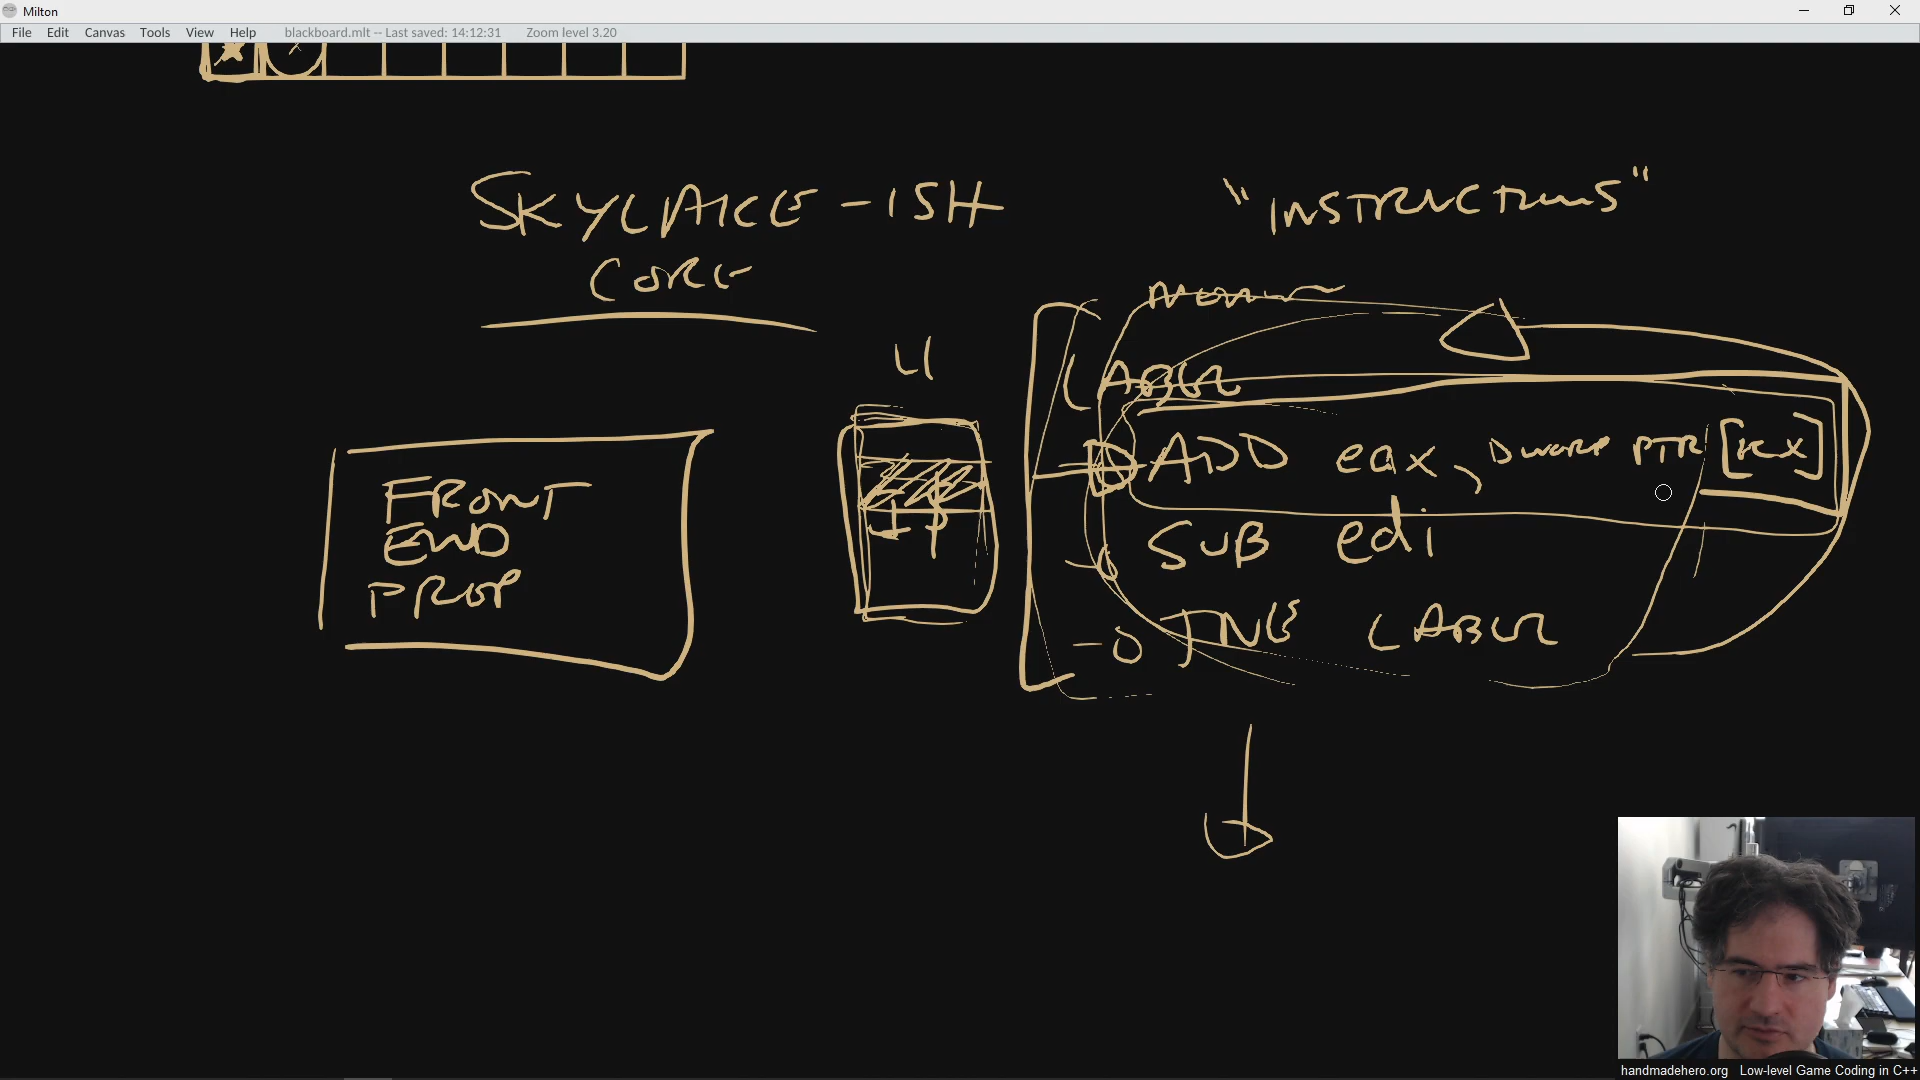 Milton
File Edit Canvas Tools View Help blackboard.mlt -- Last saved: 14:12:31 Zoom level 3.20
SKYLAKE-ISH
CORE
"INSTRUCTIONS"
LABEL
ADD eax, DWORD PTR [rcx]
SUB edi
JNE LABEL
4
IP
FRONT
END
PROP
handmadehero.org Low-level Game Coding in C++